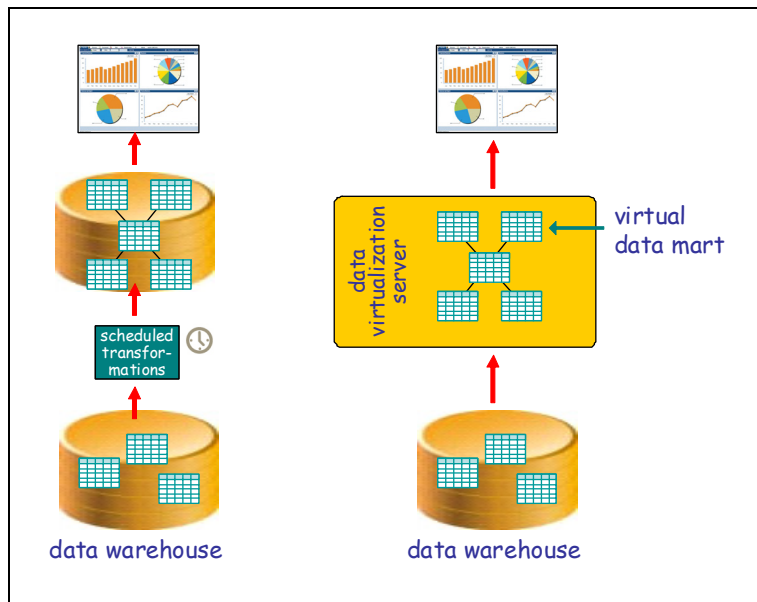 scheduled
transfor-
mations
data warehouse
data
virtualization
server
virtual
data mart
data warehouse